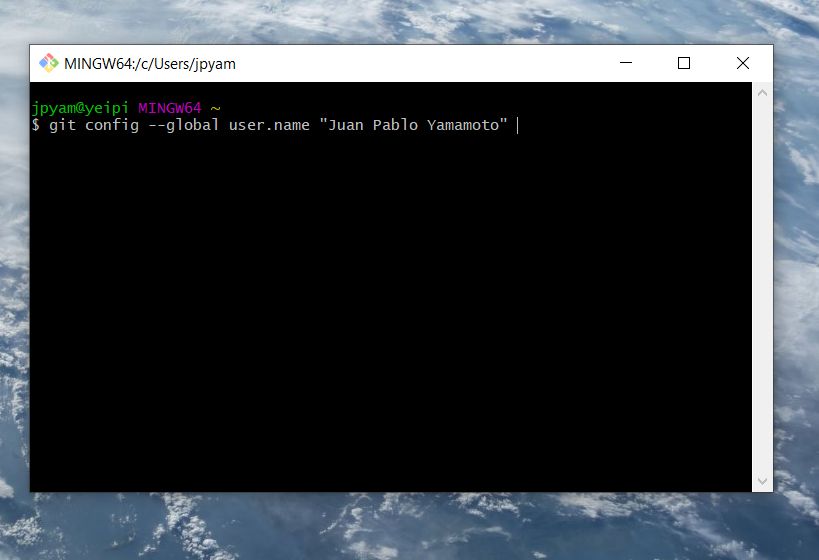 MINGW64:/c/Users/jpyam
jpyam@yeipi MINGW64 ~
$ git config --global user.name "Juan Pablo Yamamoto"